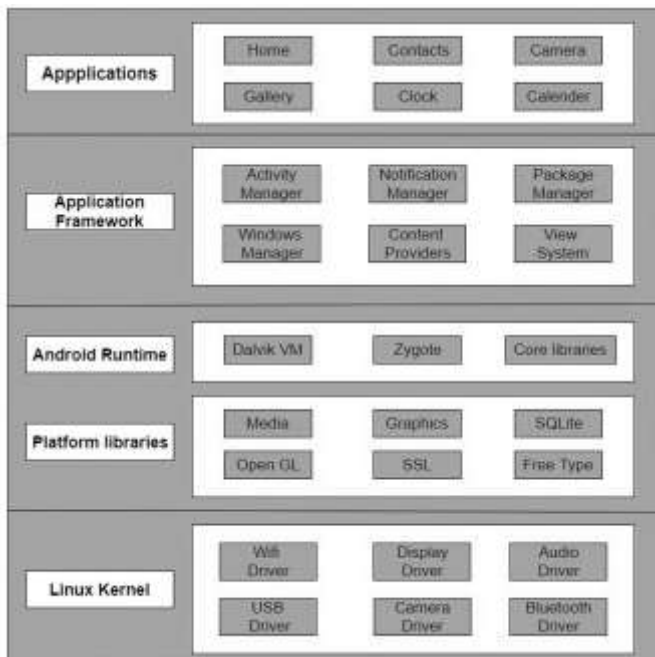 Appplications
Home
Contacts
Camera
Gallery
Clock
Calender
Application
Framework
Activity
Manager
Notification
Manager
Package
Manager
Windows
Manager
Content
Providers
View
System
Android Runtime
Dalvik VM
Zygote
Core libraries
Platform libraries
Media
Graphics
SQLite
Open GL
SSL
Free Type
Linux Kernel
Wifi
Driver
Display
Driver
Audio
Driver
USB
Driver
Camera
Driver
Bluetooth
Driver